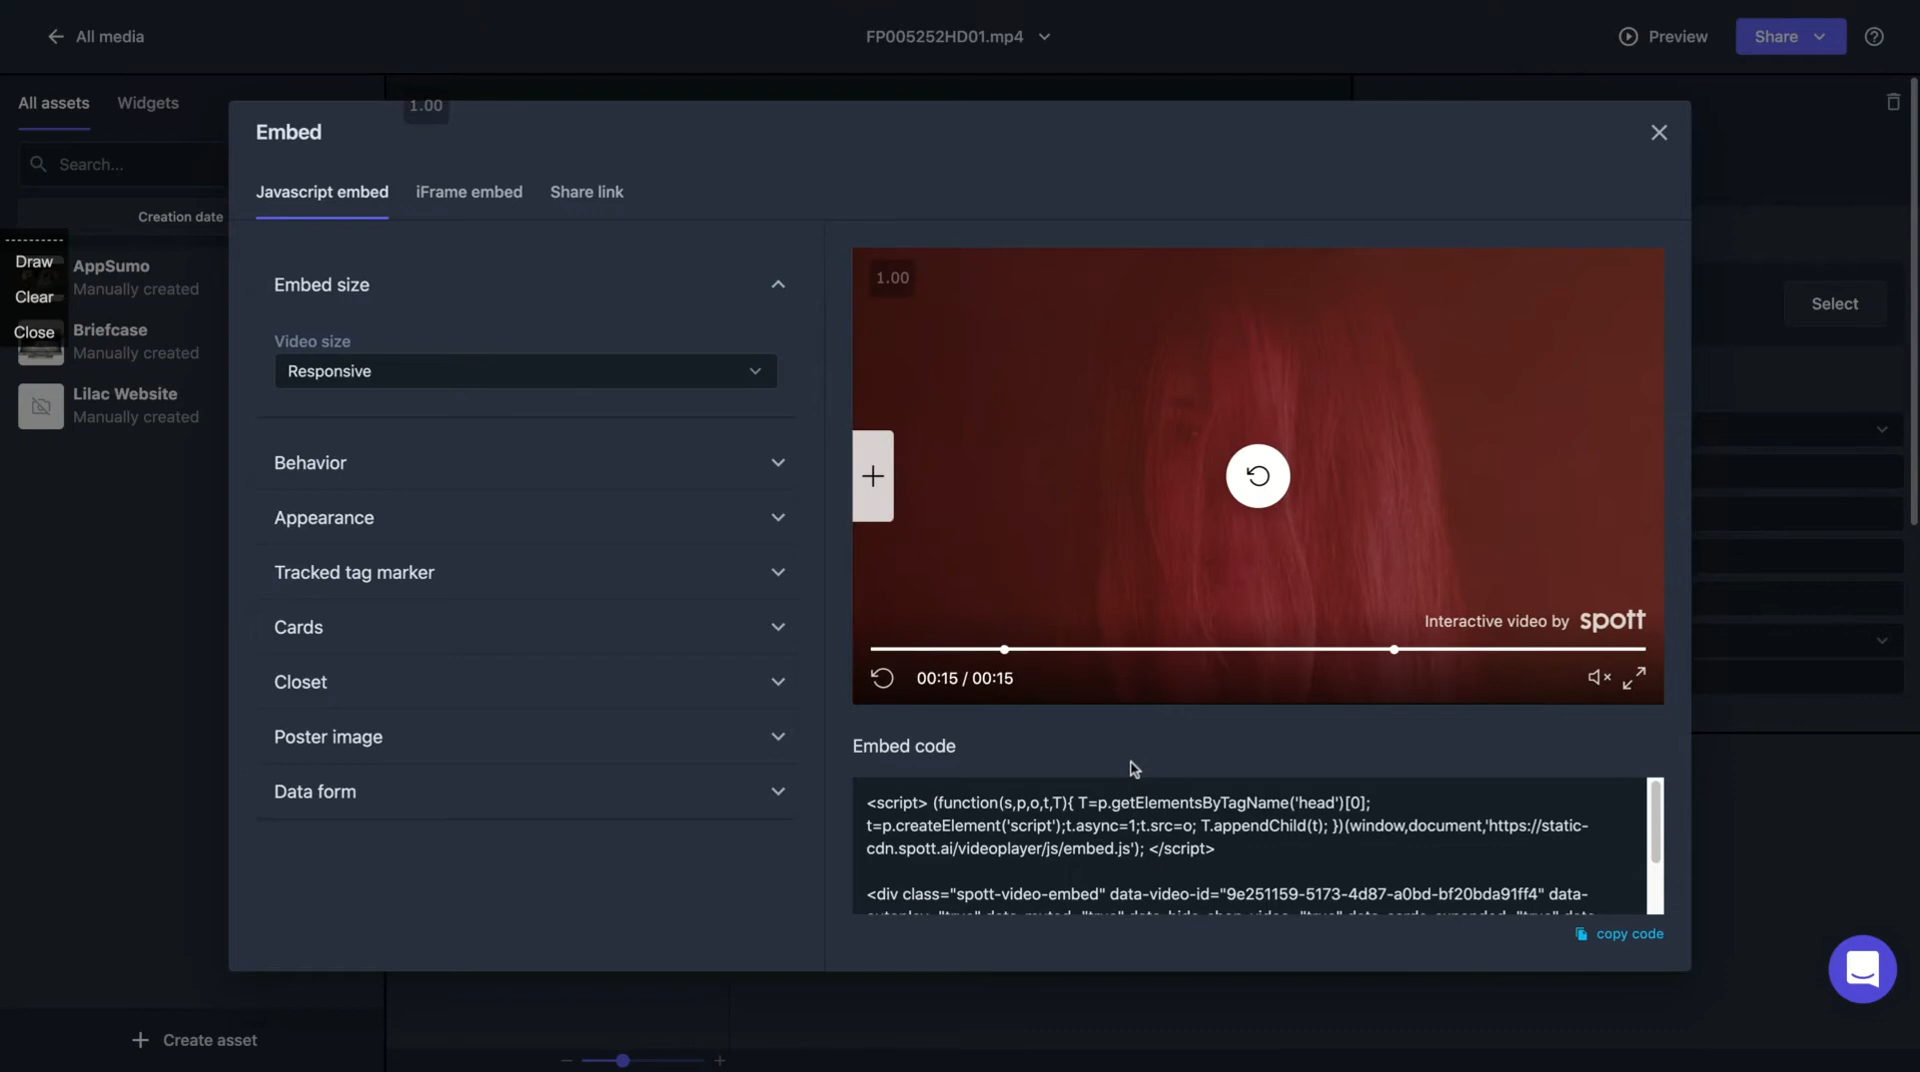 All media
FP005252HD01.mp4
Preview
Share
All assets
Widgets
1.00
Search...
Creation date
Draw
Clear
Close
AppSumo
Manually created
Briefcase
Manually created
Lilac Website
Manually created
Create asset
Embed
Javascript embed
iFrame embed
Share link
Embed size
Video size
Responsive
Behavior
Appearance
Tracked tag marker
Cards
Closet
Poster image
Data form
1.00
Interactive video by spott
00:15 / 00:15
Embed code
<script> (function(s,p,o,t,T){ T=p.getElementsByTagName('head')[0];
t=p.createElement('script');t.async=1;t.src=o; T.appendChild(t); })(window,document,'https://static-
cdn.spott.ai/videoplayer/js/embed.js'); </script>
<div class="spott-video-embed" data-video-id="9e251159-5173-4d87-a0bd-bf20bda91ff4" data-
copy code
Select